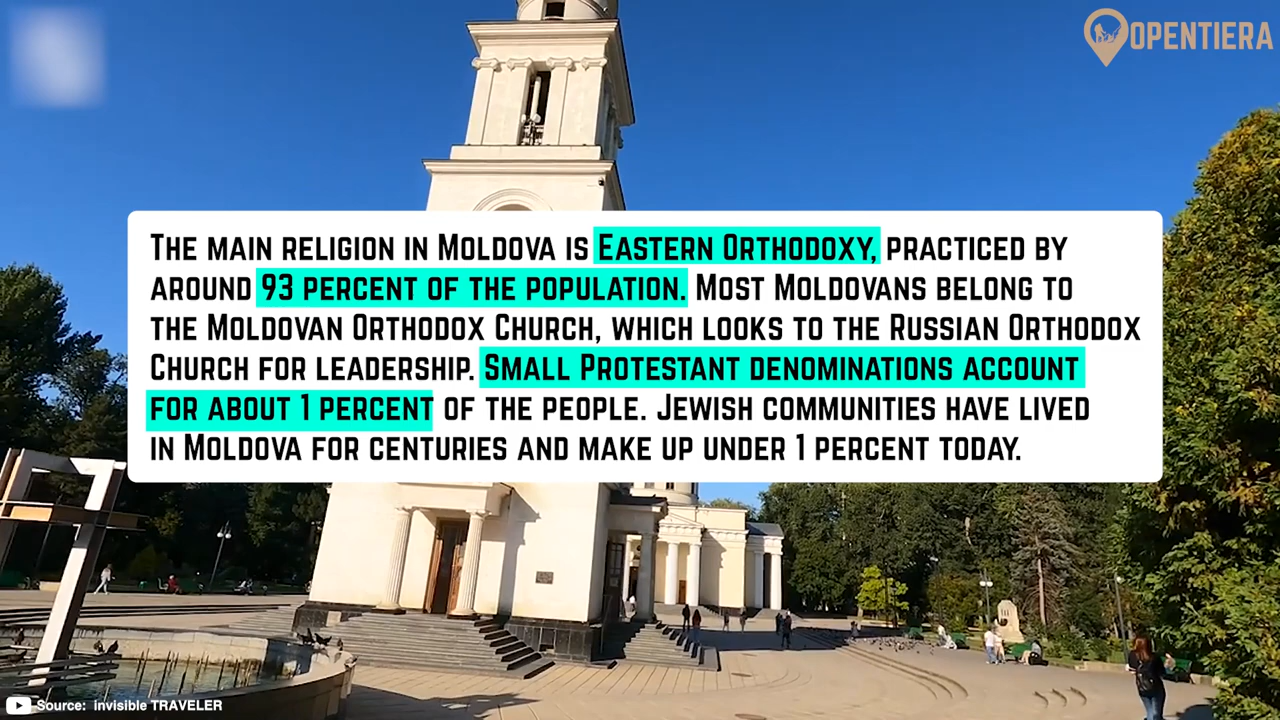 OPENTIERA
The main religion in Moldova is Eastern Orthodoxy, practiced by
around 93 percent of the population. Most Moldovans belong to
the Moldovan Orthodox Church, which looks to the Russian Orthodox
Church for leadership. Small Protestant denominations account
for about 1 percent of the people. Jewish communities have lived
in Moldova for centuries and make up under 1 percent today.
Source: invisible TRAVELER